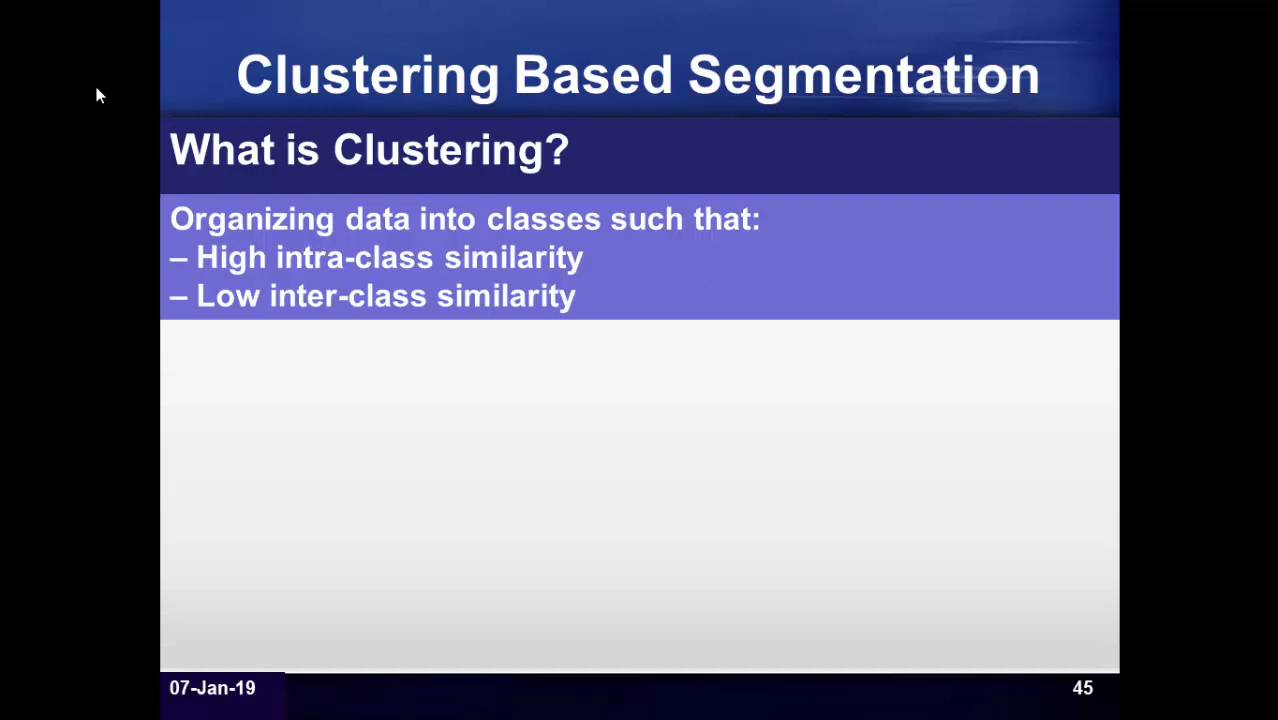 Clustering Based Segmentation
What is Clustering?
Organizing data into classes such that:
– High intra-class similarity
– Low inter-class similarity
07-Jan-19
45